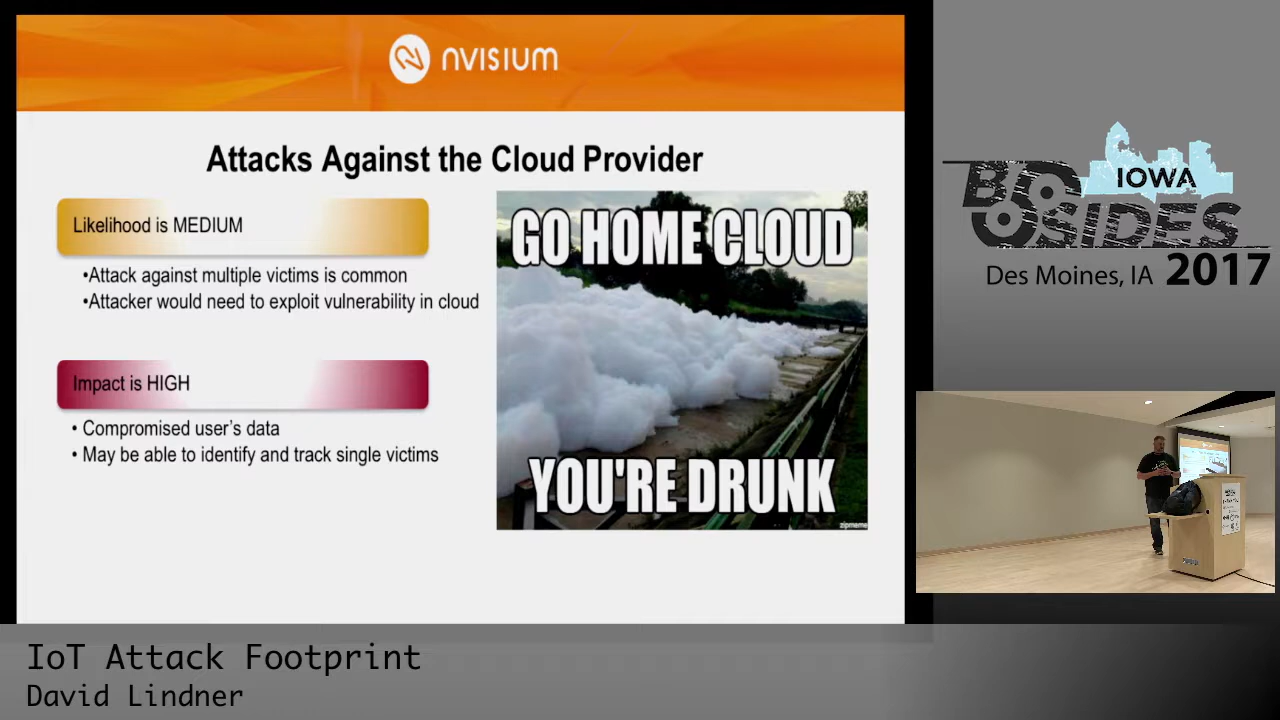 nVISIUM
Attacks Against the Cloud Provider
Likelihood is MEDIUM
•Attack against multiple victims is common
•Attacker would need to exploit vulnerability in cloud
Impact is HIGH
• Compromised user's data
• May be able to identify and track single victims
GO HOME CLOUD
YOU'RE DRUNK
zipmeme
IOWA
BSIDES
Des Moines, IA 2017
IoT Attack Footprint
David Lindner